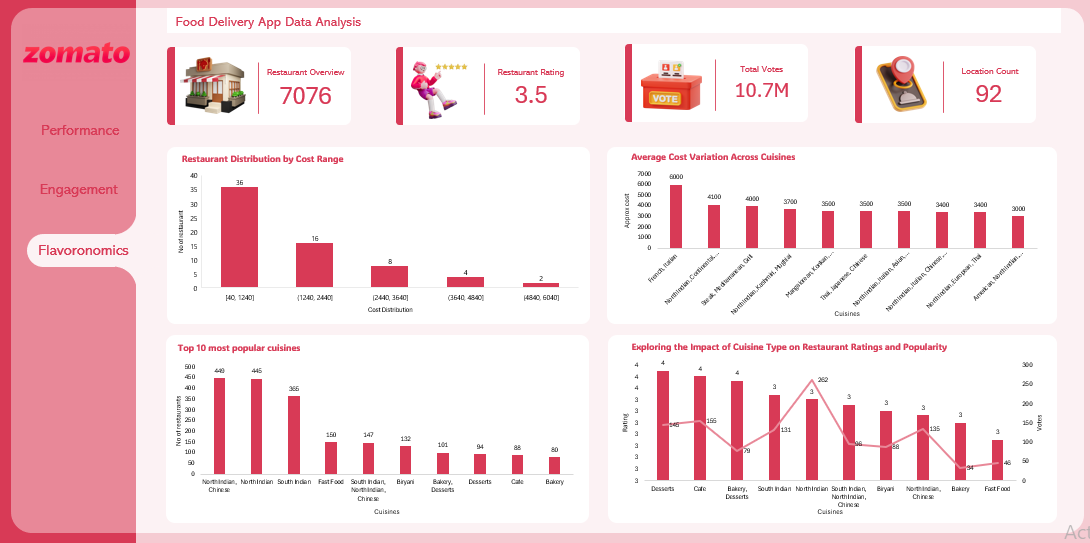 Food Delivery App Data Analysis
zomato
Performance
Engagement
Flavoronomics
Restaurant Overview
7076
Restaurant Rating
3.5
VOTE
Total Votes
10.7M
Location Count
92
Restaurant Distribution by Cost Range
No of restaurant
40
35
30
25
20
15
10
5
0
36
16
8
4
2
[40, 1240]
(1240, 2440]
(2440, 3640]
(3640, 4840]
(4840, 6040]
Cost Distribution
Average Cost Variation Across Cuisines
Approx cost
7000
6000
5000
4000
3000
2000
1000
0
6000
4100
4000
3700
3500
3500
3500
3400
3400
3000
French, Italian
North Indian, Continental,...
Steak, Mediterranean, Grill
North Indian, Kashmiri, Mughlai
Mangalorean, Konkan,...
Thai, Japanese, Chinese
North Indian, Italian, Asian,...
North Indian, Italian, Chinese,...
North Indian, European, Thai
American, North Indian,...
Cuisines
Top 10 most popular cuisines
No of restaurants
500
450
400
350
300
250
200
150
100
50
0
449
445
365
150
147
132
101
94
88
80
North Indian, Chinese
North Indian
South Indian
Fast Food
South Indian, North Indian, Chinese
Biryani
Bakery, Desserts
Desserts
Cafe
Bakery
Cuisines
Exploring the Impact of Cuisine Type on Restaurant Ratings and Popularity
Rating
4
4
4
4
3
3
3
3
3
3
3
4
4
4
3
3
3
3
3
3
3
145
155
79
131
262
96
88
135
34
46
300
250
200
150
100
50
0
Votes
Desserts
Cafe
Bakery, Desserts
South Indian
North Indian
South Indian, North Indian, Chinese
Biryani
North Indian, Chinese
Bakery
Fast Food
Cuisines
Act